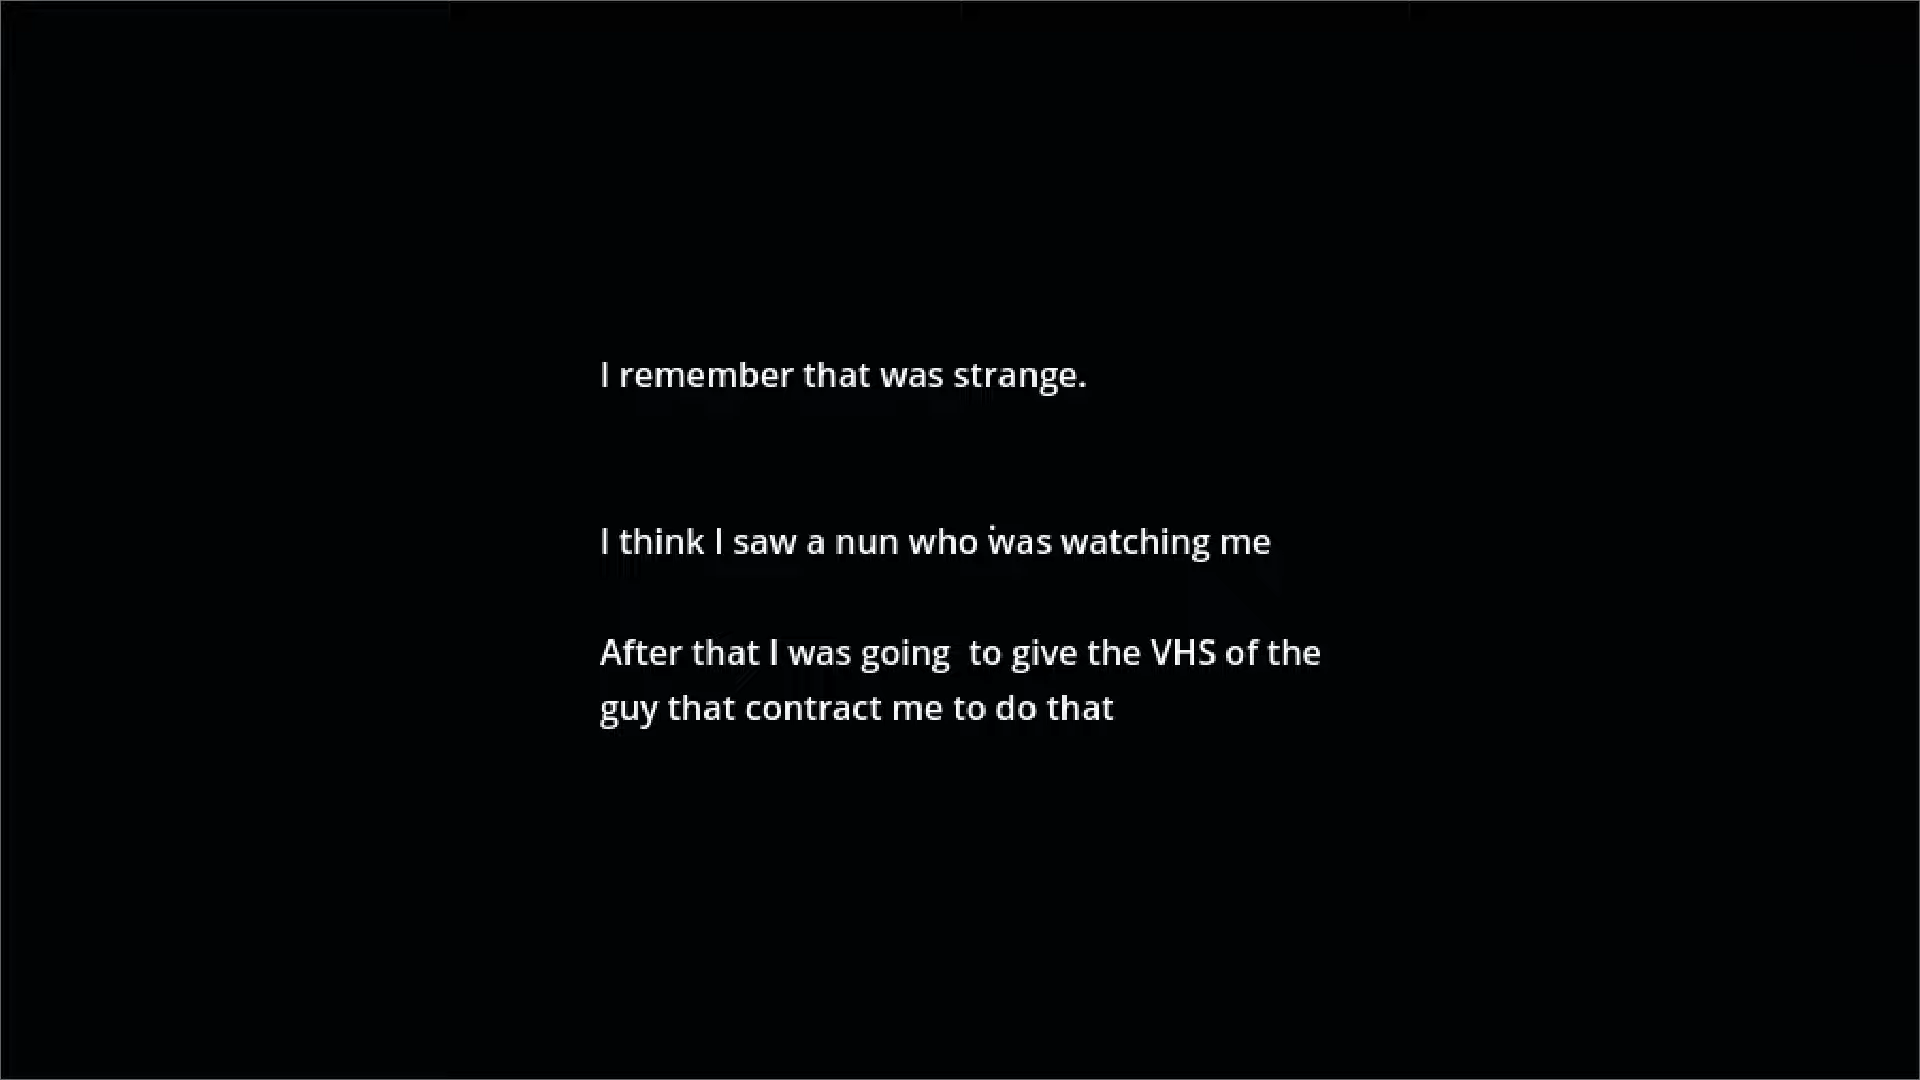 I remember that was strange.
I think I saw a nun who was watching me
After that I was going  to give the VHS of the
guy that contract me to do that